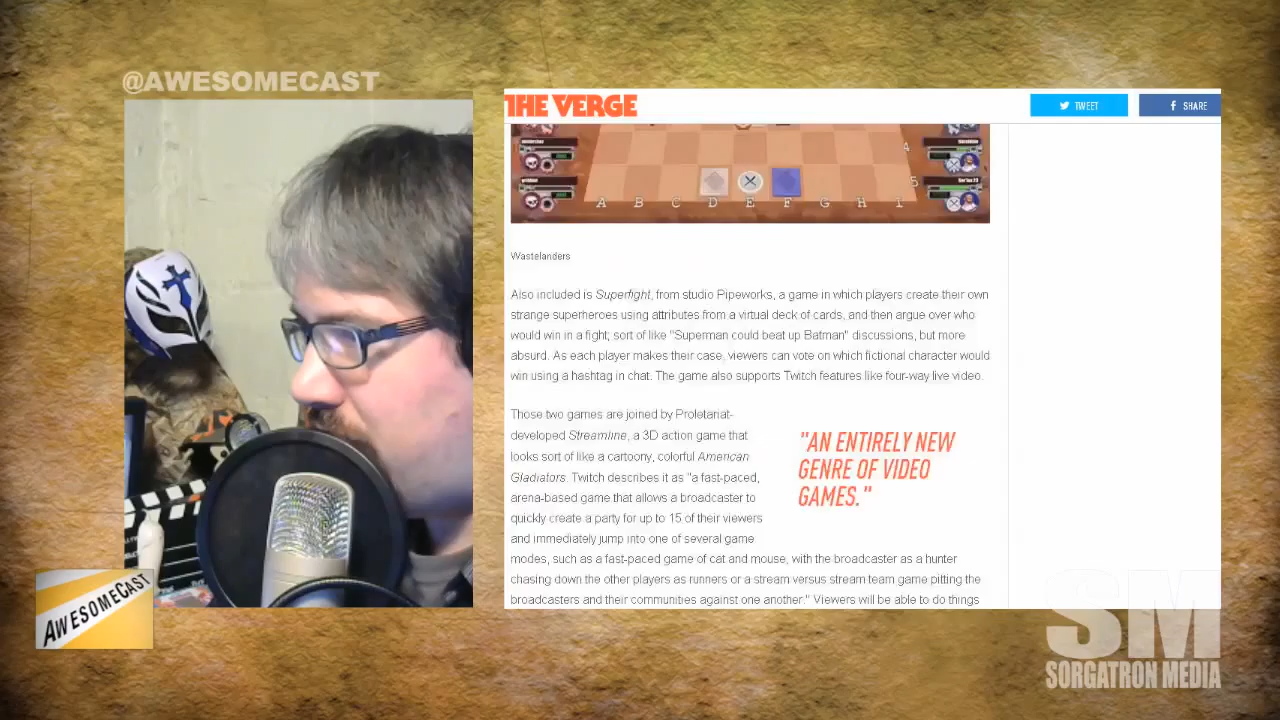 @AWESOMECAST
THE VERGE
TWEET
SHARE
4
5
A B C D E F G H I
Wastelanders
Also included is Superfight, from studio Pipeworks, a game in which players create their own
strange superheroes using attributes from a virtual deck of cards, and then argue over who
would win in a fight; sort of like "Superman could beat up Batman" discussions, but more
absurd. As each player makes their case, viewers can vote on which fictional character would
win using a hashtag in chat. The game also supports Twitch features like four-way live video.
Those two games are joined by Proletariat-
developed Streamline, a 3D action game that
looks sort of like a cartoony, colorful American
Gladiators. Twitch describes it as "a fast-paced,
arena-based game that allows a broadcaster to
quickly create a party for up to 15 of their viewers
and immediately jump into one of several game
modes, such as a fast-paced game of cat and mouse, with the broadcaster as a hunter
chasing down the other players as runners or a stream versus stream team game pitting the
broadcasters and their communities against one another." Viewers will be able to do things
"AN ENTIRELY NEW
GENRE OF VIDEO
GAMES."
AWESOMECAST
SM
SORGATRON MEDIA